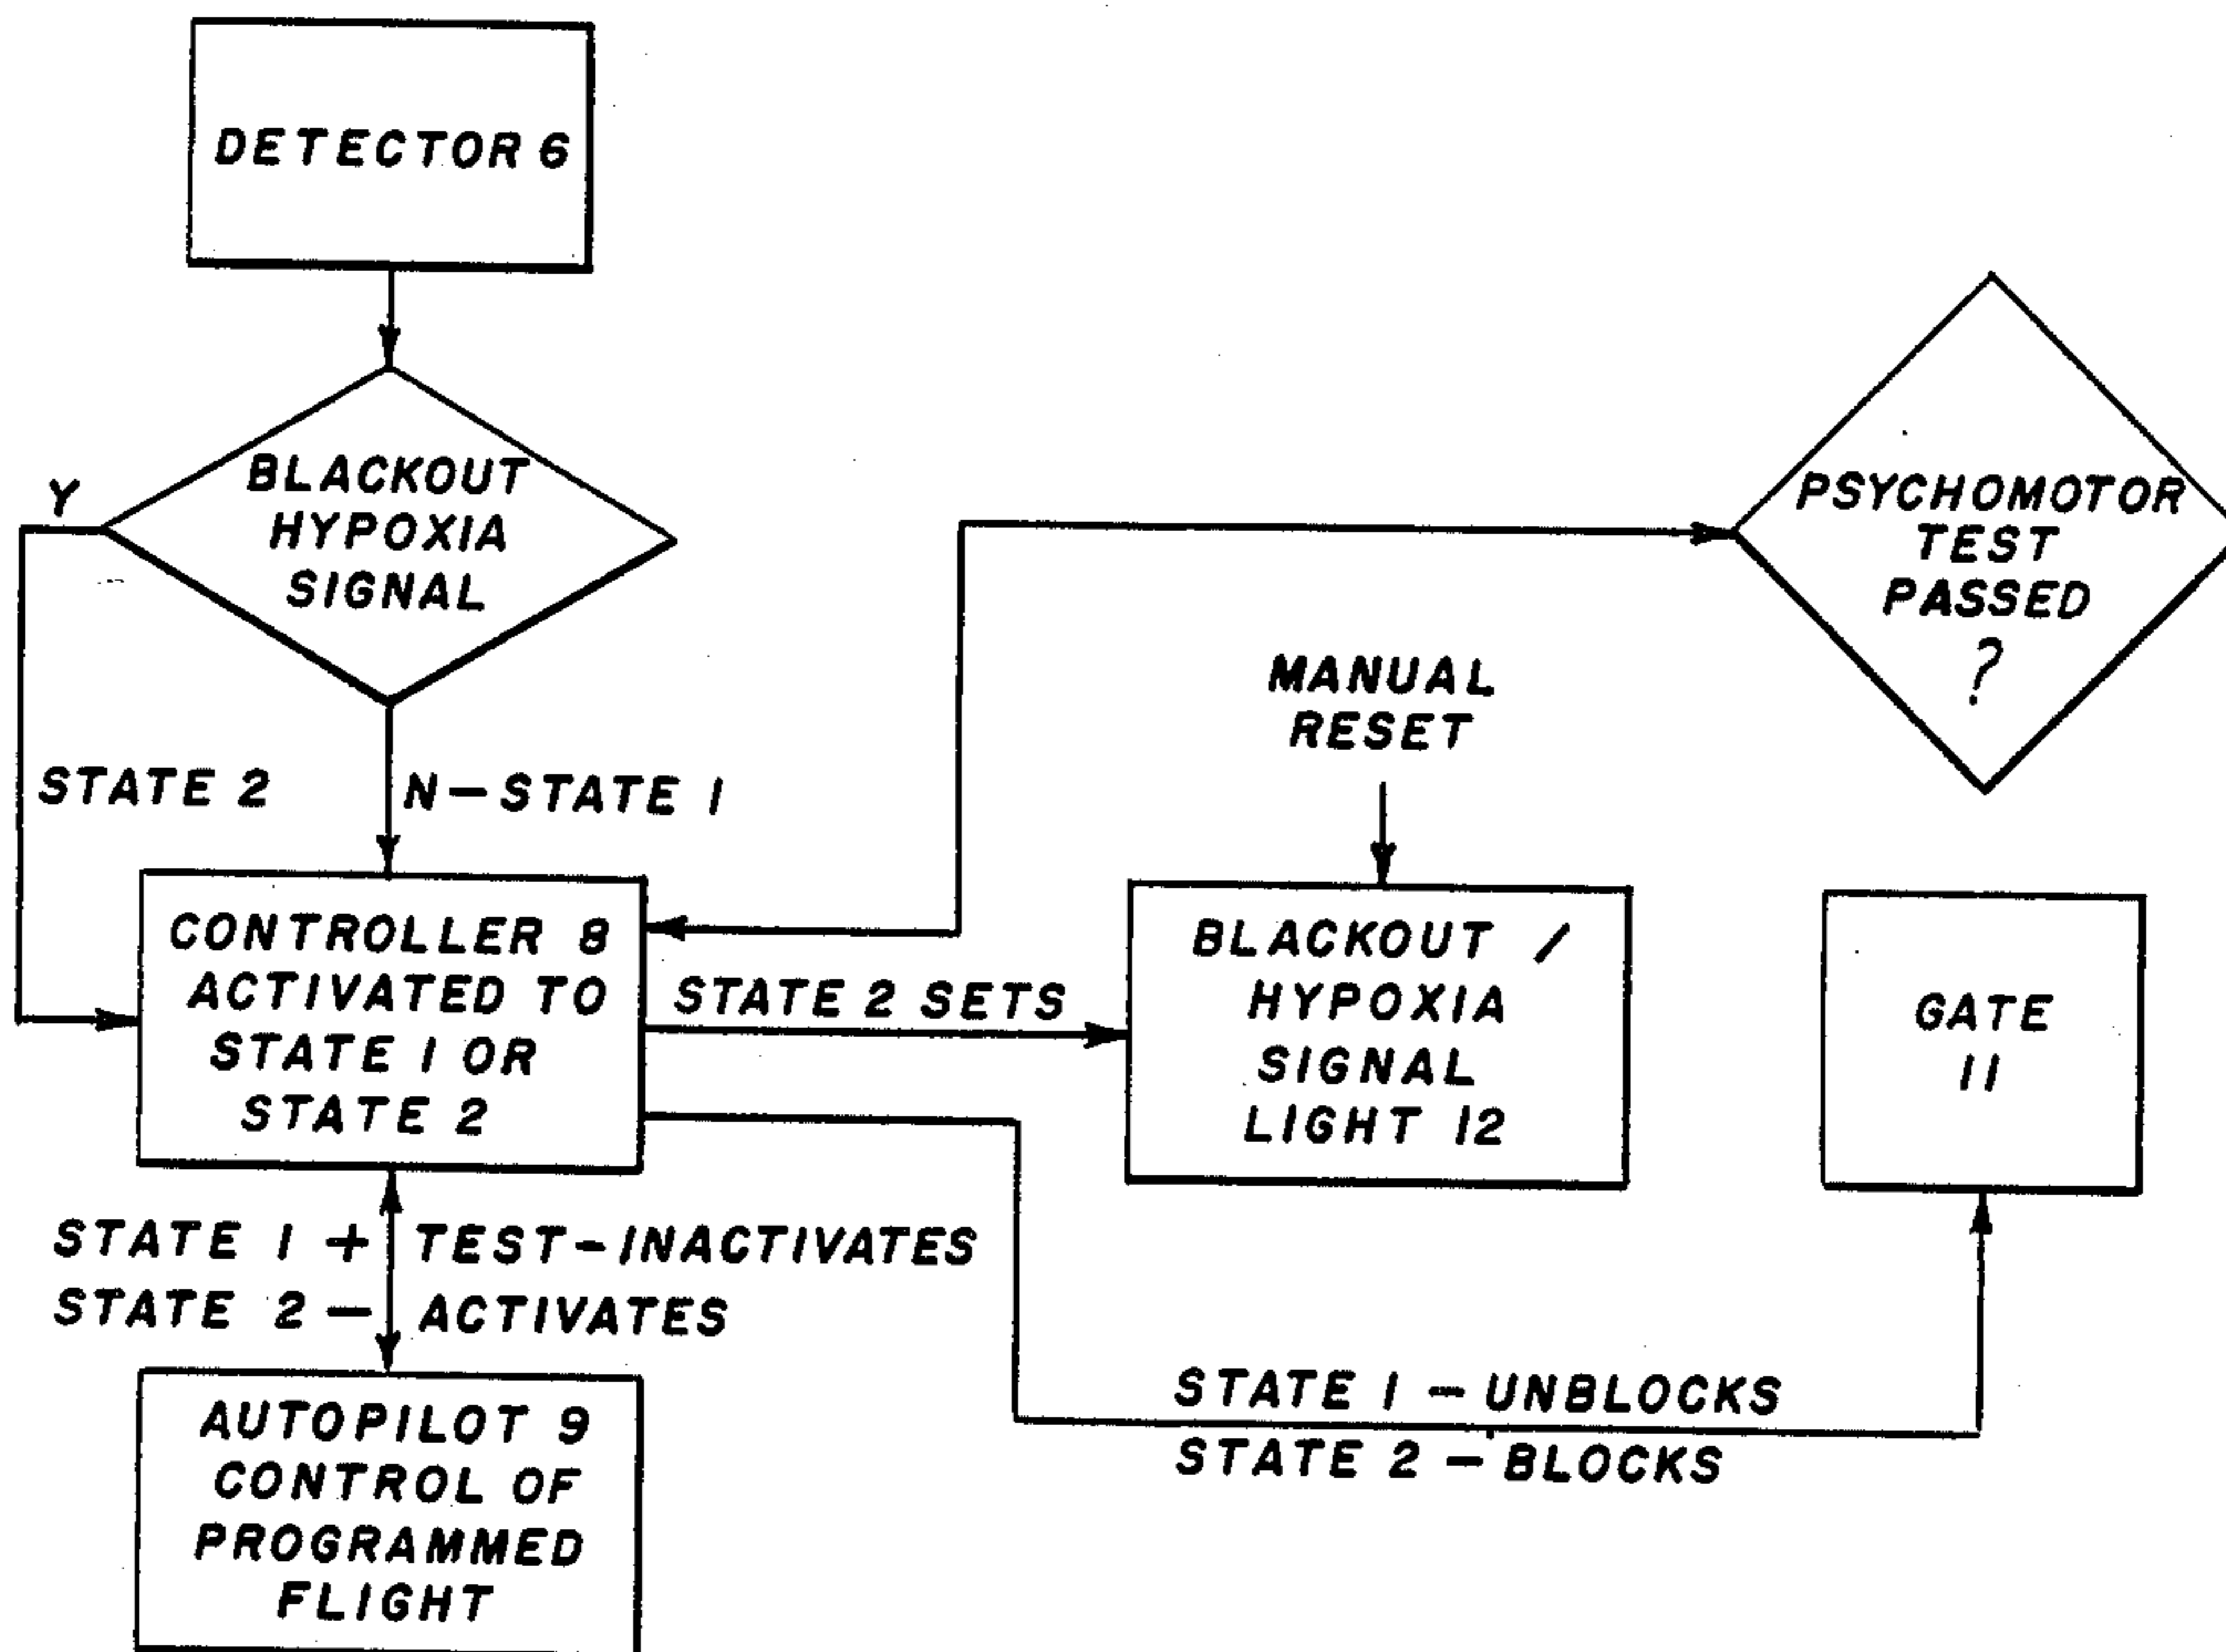 DETECTOR 6
Y
BLACKOUT
HYPOXIA
SIGNAL
PSYCHOMOTOR
TEST
PASSED
?
MANUAL
RESET
STATE 2
N-STATE 1
CONTROLLER 8
ACTIVATED TO
STATE 1 OR
STATE 2
STATE 2 SETS
BLACKOUT /
HYPOXIA
SIGNAL
LIGHT 12
GATE
11
STATE 1 + TEST-INACTIVATES
STATE 2 - ACTIVATES
STATE 1 - UNBLOCKS
STATE 2 - BLOCKS
AUTOPILOT 9
CONTROL OF
PROGRAMMED
FLIGHT